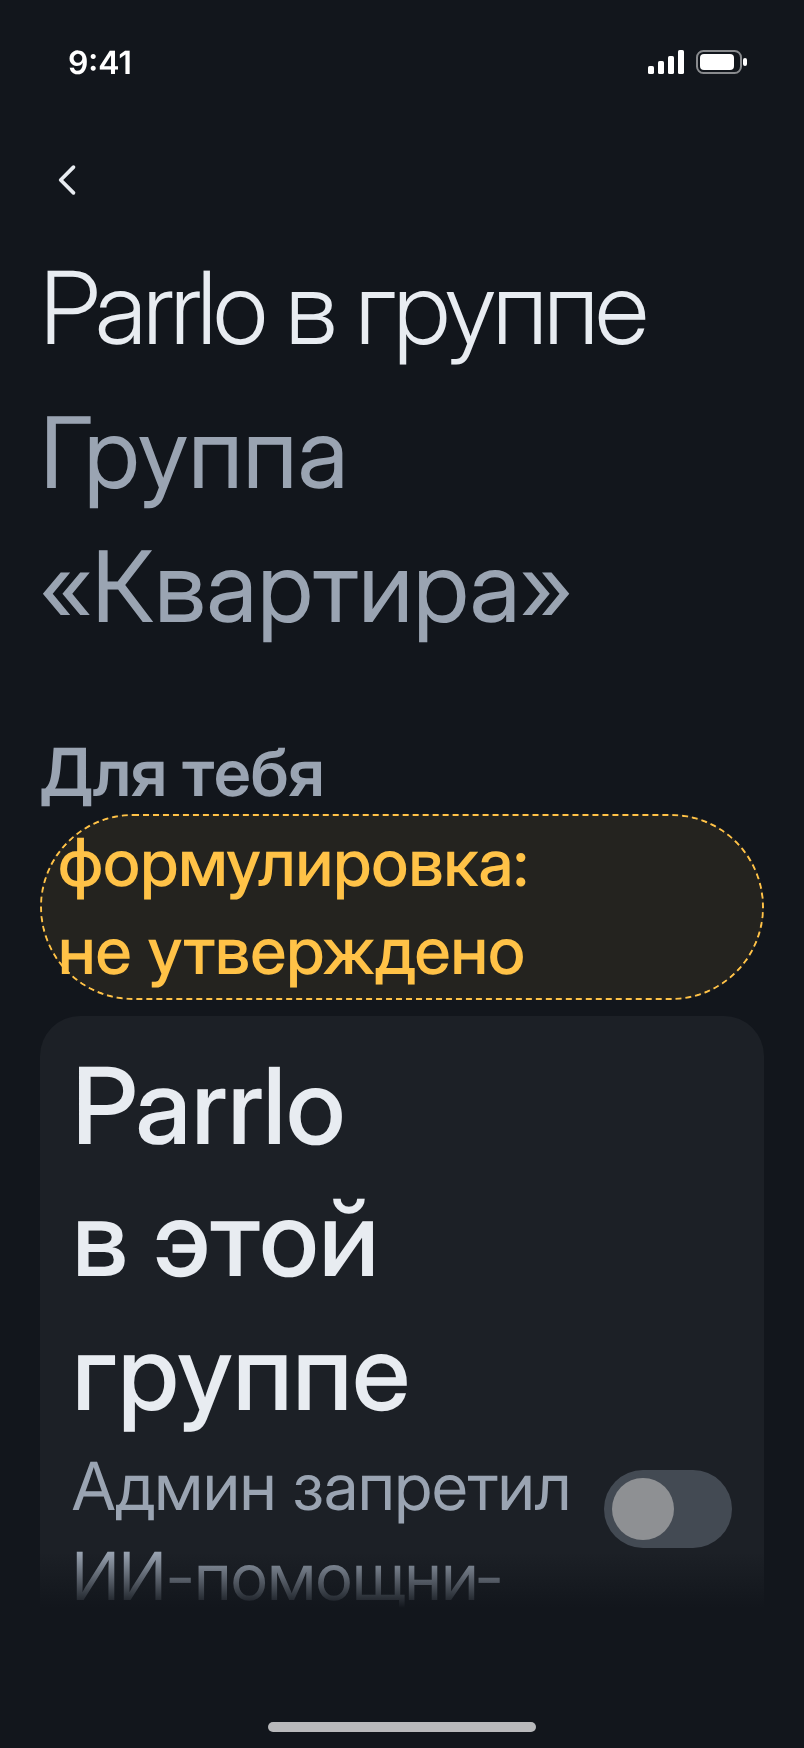 9:41
Parrlo в группе
Группа
«Квартира»
Для тебя
формулировка:
не утверждено
Parrlo
в этой
группе
Админ запретил
ИИ-помощни-